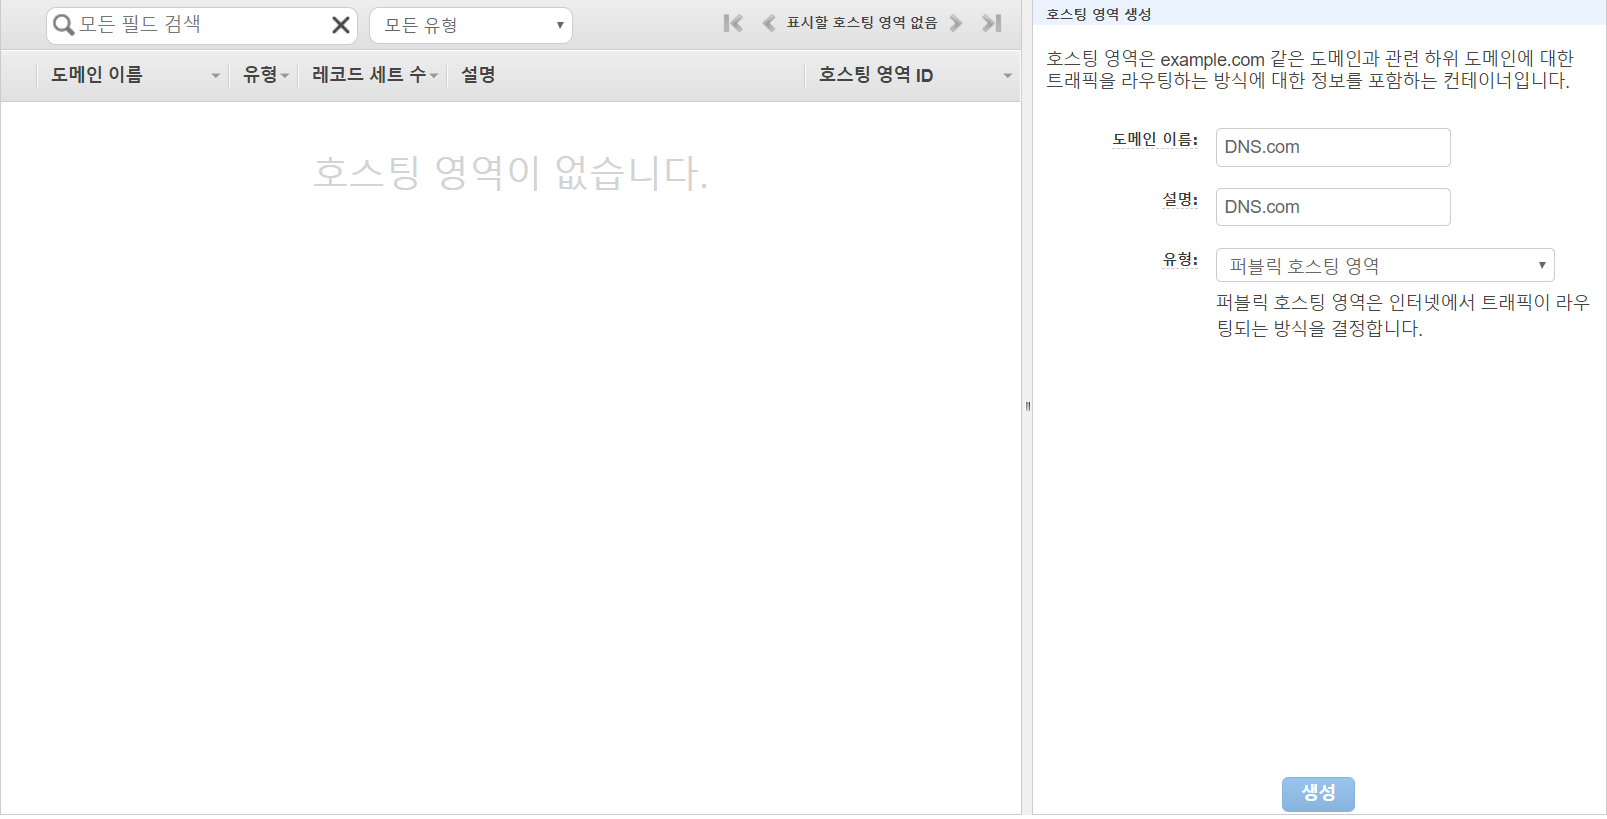 모든 필드 검색
모든 유형
표시할 호스팅 영역 없음
도메인 이름
유형
레코드 세트 수
설명
호스팅 영역 ID
호스팅 영역이 없습니다.
호스팅 영역 생성
호스팅 영역은 example.com 같은 도메인과 관련 하위 도메인에 대한
트래픽을 라우팅하는 방식에 대한 정보를 포함하는 컨테이너입니다.
도메인 이름:
DNS.com
설명:
DNS.com
유형:
퍼블릭 호스팅 영역
퍼블릭 호스팅 영역은 인터넷에서 트래픽이 라우
팅되는 방식을 결정합니다.
생성